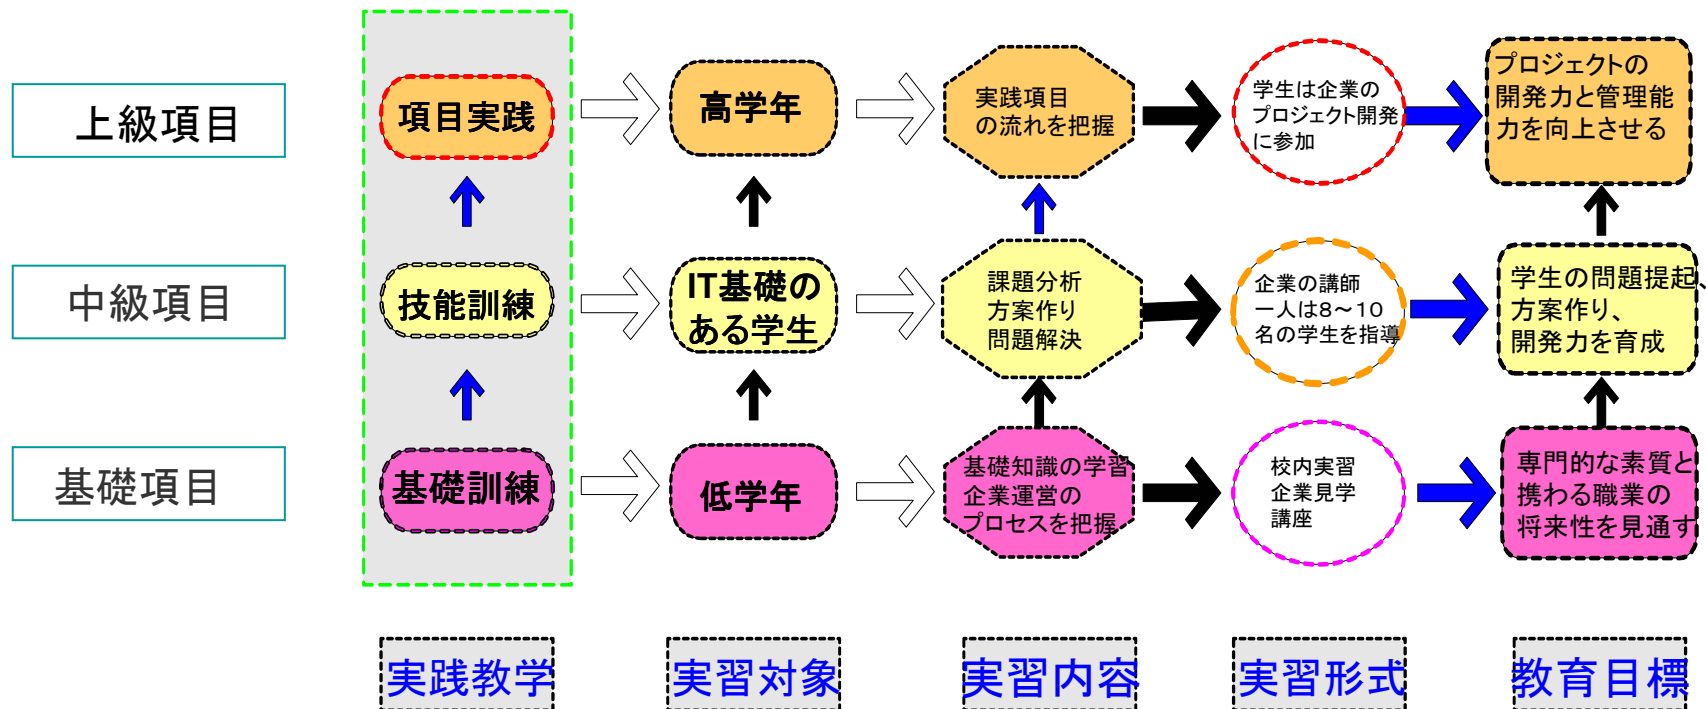 上級項目
項目実践
高学年
実践項目
の流れを把握
学生は企業の
プロジェクト開発
に参加
プロジェクトの
開発力と管理能
力を向上させる
中級項目
技能訓練
IT基礎の
ある学生
課題分析
方案作り
問題解決
企業の講師
一人は8～10
名の学生を指導
学生の問題提起、
方案作り、
開発力を育成
基礎項目
基礎訓練
低学年
基礎知識の学習
企業運営の
プロセスを把握
校内実習
企業見学
講座
専門的な素質と
携わる職業の
将来性を見通す
実践教学
実習対象
実習内容
実習形式
教育目標